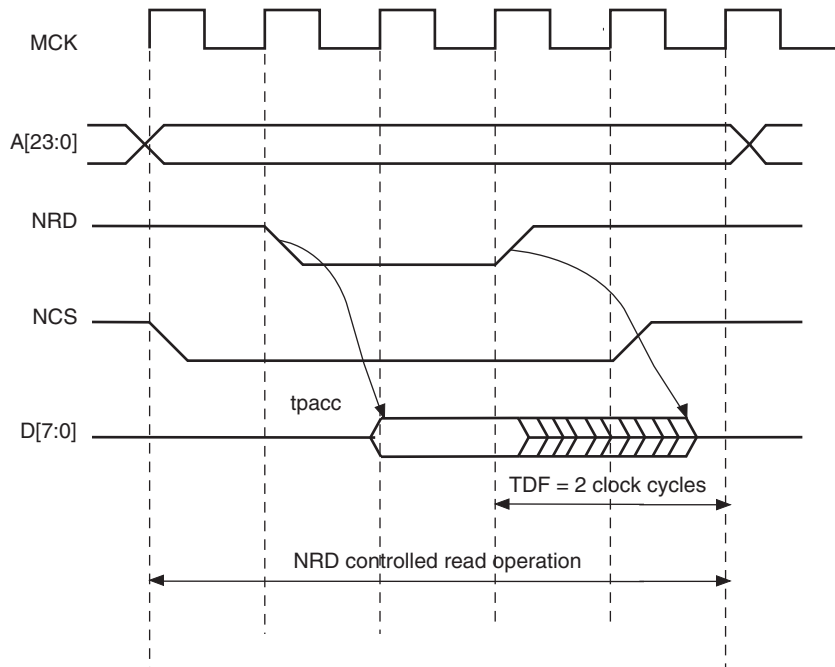 MCK
A[23:0]
NRD
NCS
tpacc
D[7:0]
TDF = 2 clock cycles
NRD controlled read operation